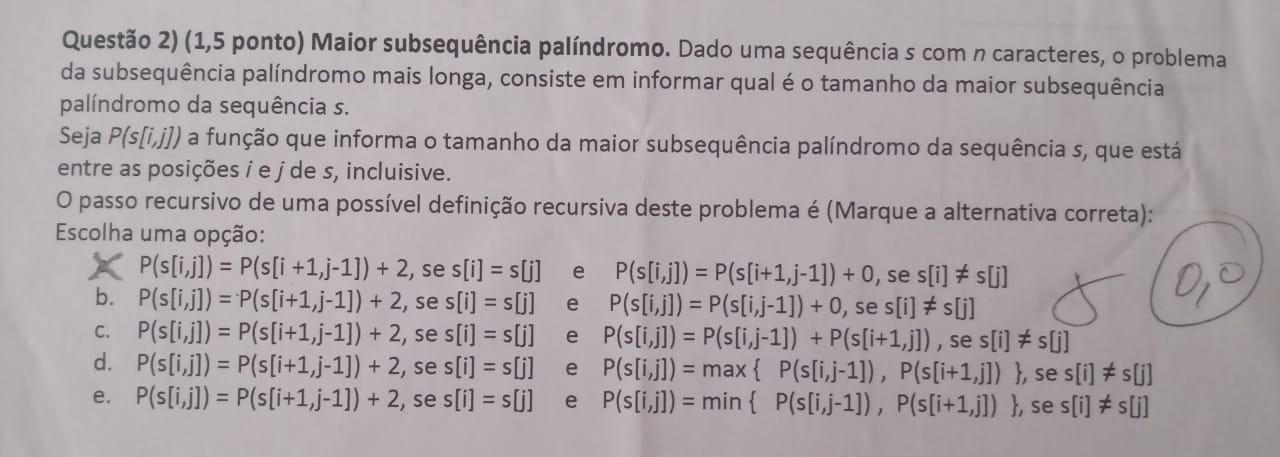 Questão 2) (1,5 ponto) Maior subsequência palíndromo. Dado uma sequência s com n caracteres, o problema
da subsequência palíndromo mais longa, consiste em informar qual é o tamanho da maior subsequência
palíndromo da sequência s.
Seja P(s[i,j]) a função que informa o tamanho da maior subsequência palíndromo da sequência s, que está
entre as posições i e j de s, incluisive.
O passo recursivo de uma possível definição recursiva deste problema é (Marque a alternativa correta):
Escolha uma opção:
P(s[i,j]) = P(s[i +1,j-1]) + 2, se s[i] = s[j] e P(s[i,j]) = P(s[i+1,j-1]) + 0, se s[i] ≠ s[j]
b. P(s[i,j]) = P(s[i+1,j-1]) + 2, se s[i] = s[j] e P(s[i,j]) = P(s[i,j-1]) + 0, se s[i] ≠ s[j]
c. P(s[i,j]) = P(s[i+1,j-1]) + 2, se s[i] = s[j] e P(s[i,j]) = P(s[i,j-1]) + P(s[i+1,j]) , se s[i] ≠ s[j]
d. P(s[i,j]) = P(s[i+1,j-1]) + 2, se s[i] = s[j] e P(s[i,j]) = max { P(s[i,j-1]) , P(s[i+1,j]) }, se s[i] ≠ s[j]
e. P(s[i,j]) = P(s[i+1,j-1]) + 2, se s[i] = s[j] e P(s[i,j]) = min { P(s[i,j-1]) , P(s[i+1,j]) }, se s[i] ≠ s[j]
0,0